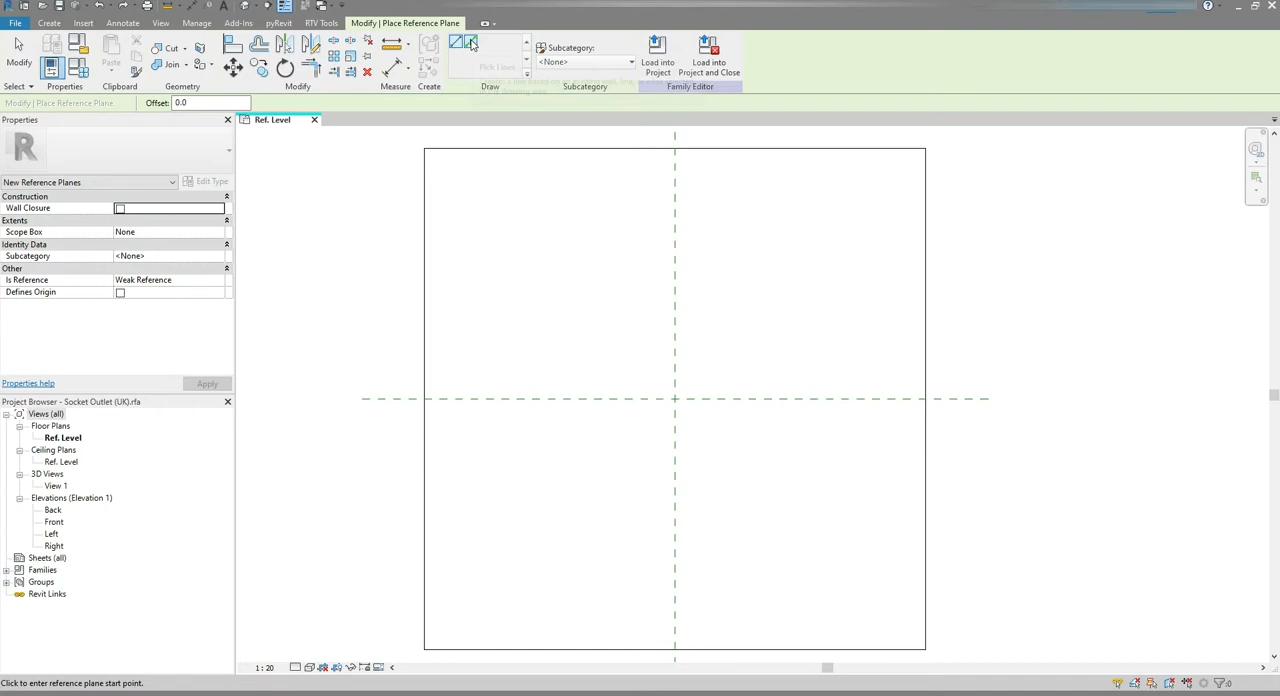 File Create Insert Annotate View Manage Add-Ins pyRevit RTV Tools Modify | Place Reference Plane
Modify
Paste
Cut
Join
Pick Lines
Subcategory:
<None>
Load into
Project
Load into
Project and Close
Select Properties Clipboard Geometry Modify Measure Create Draw Subcategory Family Editor
Modify | Place Reference Plane Offset: 0.0
Properties
Ref. Level
R
New Reference Planes
Edit Type
Construction
Wall Closure
Extents
Scope Box None
Identity Data
Subcategory <None>
Other
Is Reference Weak Reference
Defines Origin
Properties help
Apply
Project Browser - Socket Outlet (UK).rfa
Views (all)
Floor Plans
Ref. Level
Ceiling Plans
Ref. Level
3D Views
View 1
Elevations (Elevation 1)
Back
Front
Left
Right
Sheets (all)
Families
Groups
Revit Links
1 : 20
Click to enter reference plane start point.
:0